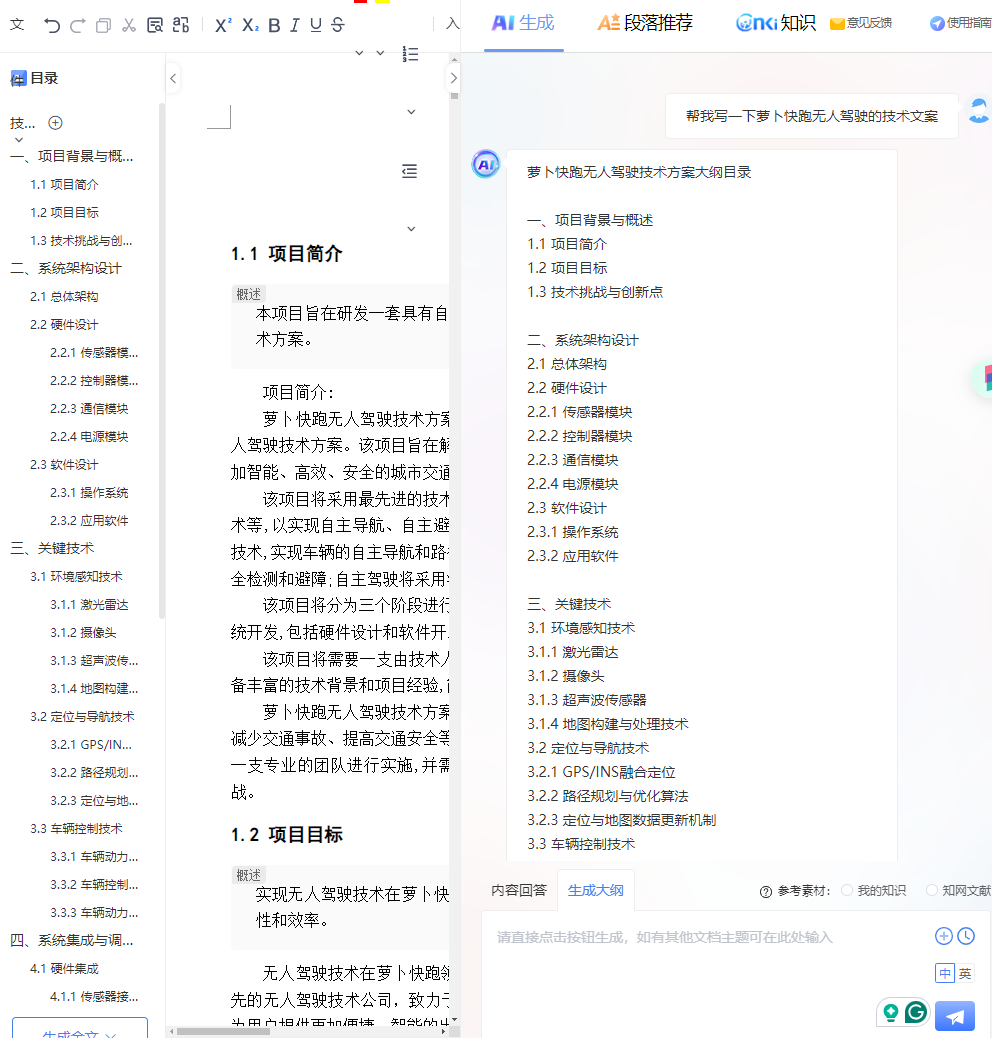 文
X² X₂ B I U S
入
AI 生成
AI 段落推荐
cnki 知识
意见反馈
使用指南
目录
技...
一、项目背景与概...
1.1 项目简介
1.2 项目目标
1.3 技术挑战与创...
二、系统架构设计
2.1 总体架构
2.2 硬件设计
2.2.1 传感器模...
2.2.2 控制器模...
2.2.3 通信模块
2.2.4 电源模块
2.3 软件设计
2.3.1 操作系统
2.3.2 应用软件
三、关键技术
3.1 环境感知技术
3.1.1 激光雷达
3.1.2 摄像头
3.1.3 超声波传...
3.1.4 地图构建...
3.2 定位与导航技术
3.2.1 GPS/IN...
3.2.2 路径规划...
3.2.3 定位与地...
3.3 车辆控制技术
3.3.1 车辆动力...
3.3.2 车辆控制...
3.3.3 车辆动力...
四、系统集成与调...
4.1 硬件集成
4.1.1 传感器接...
生成全文
1.1 项目简介
概述
本项目旨在研发一套具有自
术方案。
项目简介:
萝卜快跑无人驾驶技术方案
人驾驶技术方案。该项目旨在解
加智能、高效、安全的城市交通
该项目将采用最先进的技术
术等,以实现自主导航、自主避
技术,实现车辆的自主导航和路
全检测和避障;自主驾驶将采用
该项目将分为三个阶段进行
统开发,包括硬件设计和软件开
该项目将需要一支由技术人
备丰富的技术背景和项目经验,
萝卜快跑无人驾驶技术方案
减少交通事故、提高交通安全等
一支专业的团队进行实施,并需
战。
1.2 项目目标
概述
实现无人驾驶技术在萝卜快
性和效率。
无人驾驶技术在萝卜快跑领
先的无人驾驶技术公司，致力于
为用户提供更加便捷、智能的出
帮我写一下萝卜快跑无人驾驶的技术文案
AI
萝卜快跑无人驾驶技术方案大纲目录
一、项目背景与概述
1.1 项目简介
1.2 项目目标
1.3 技术挑战与创新点
二、系统架构设计
2.1 总体架构
2.2 硬件设计
2.2.1 传感器模块
2.2.2 控制器模块
2.2.3 通信模块
2.2.4 电源模块
2.3 软件设计
2.3.1 操作系统
2.3.2 应用软件
三、关键技术
3.1 环境感知技术
3.1.1 激光雷达
3.1.2 摄像头
3.1.3 超声波传感器
3.1.4 地图构建与处理技术
3.2 定位与导航技术
3.2.1 GPS/INS融合定位
3.2.2 路径规划与优化算法
3.2.3 定位与地图数据更新机制
3.3 车辆控制技术
内容回答
生成大纲
参考素材:
我的知识
知网文献
请直接点击按钮生成，如有其他文档主题可在此处输入
中 英